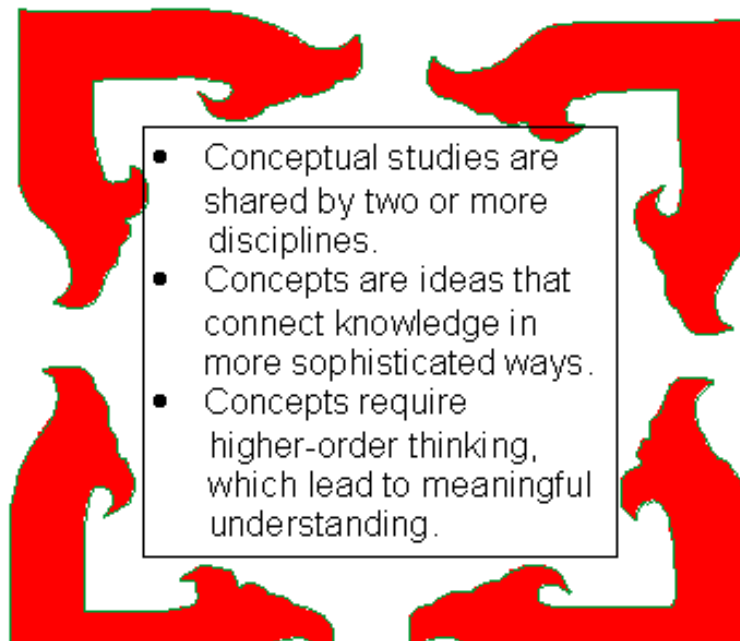 • Conceptual studies are
shared by two or more
disciplines.
• Concepts are ideas that
connect knowledge in
more sophisticated ways.
• Concepts require
higher-order thinking,
which lead to meaningful
understanding.